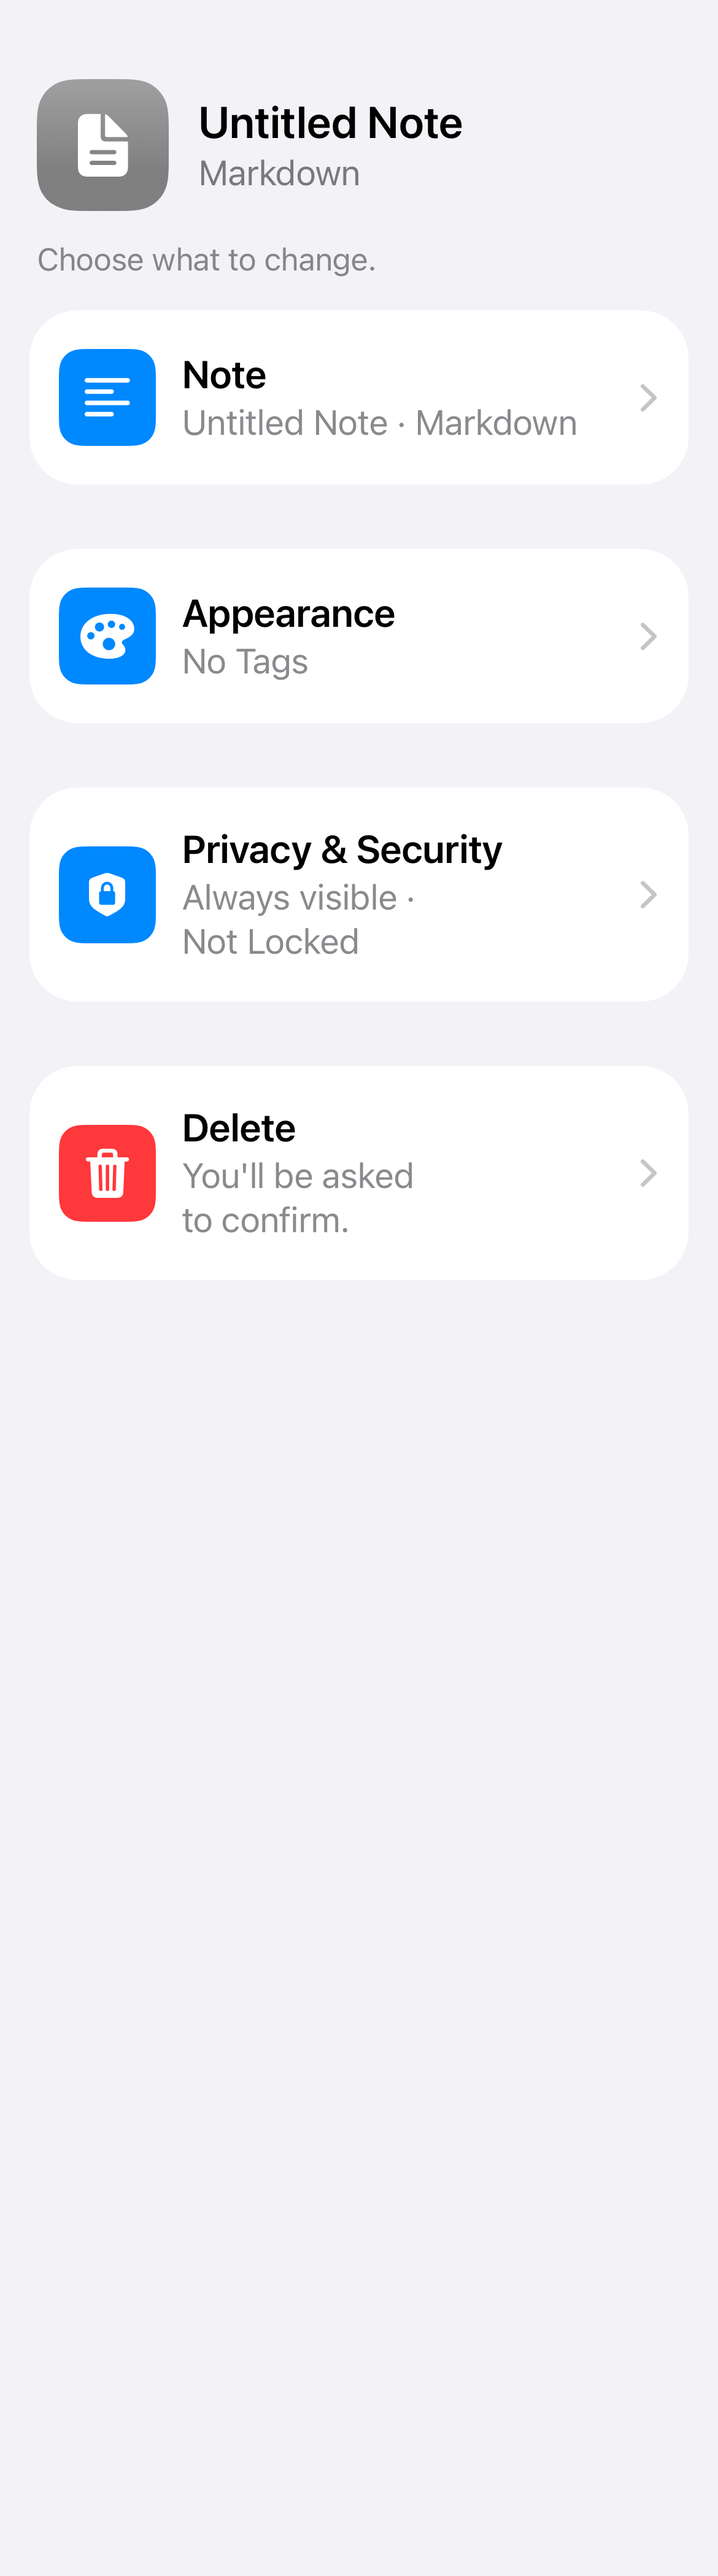 Untitled Note
Markdown
Choose what to change.
Note
Untitled Note · Markdown
Appearance
No Tags
Privacy & Security
Always visible ·
Not Locked
Delete
You'll be asked
to confirm.